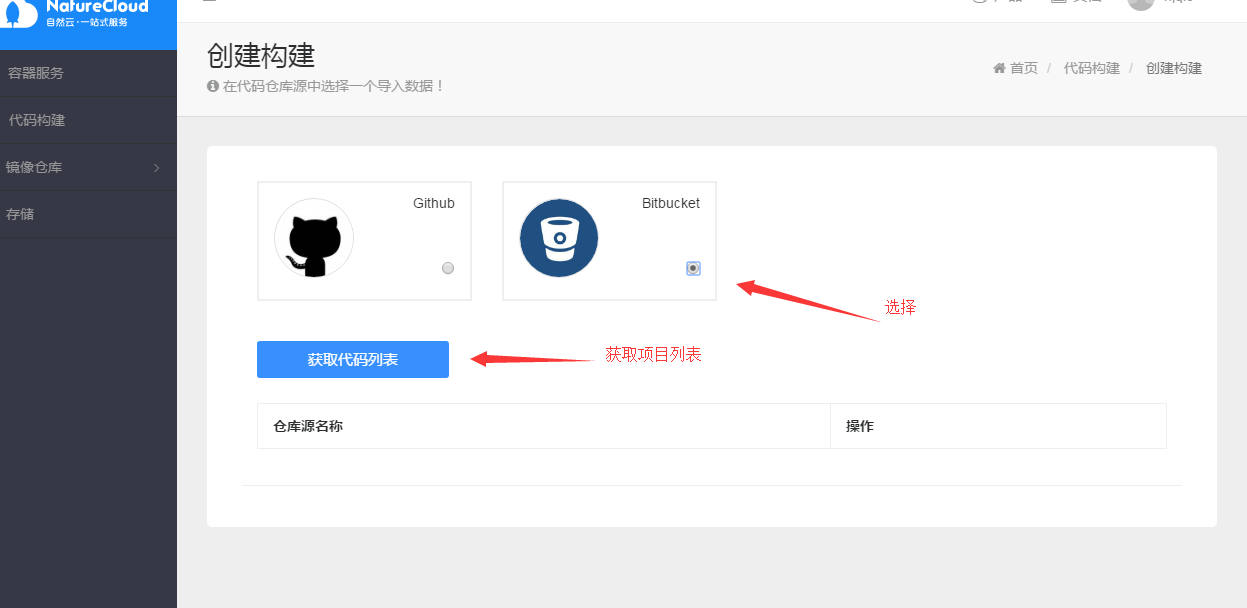 NatureCloud
自然云·一站式服务
容器服务
代码构建
镜像仓库
存储
创建构建
在代码仓库源中选择一个导入数据！
首页 / 代码构建 / 创建构建
Github
Bitbucket
选择
获取代码列表
获取项目列表
仓库源名称
操作